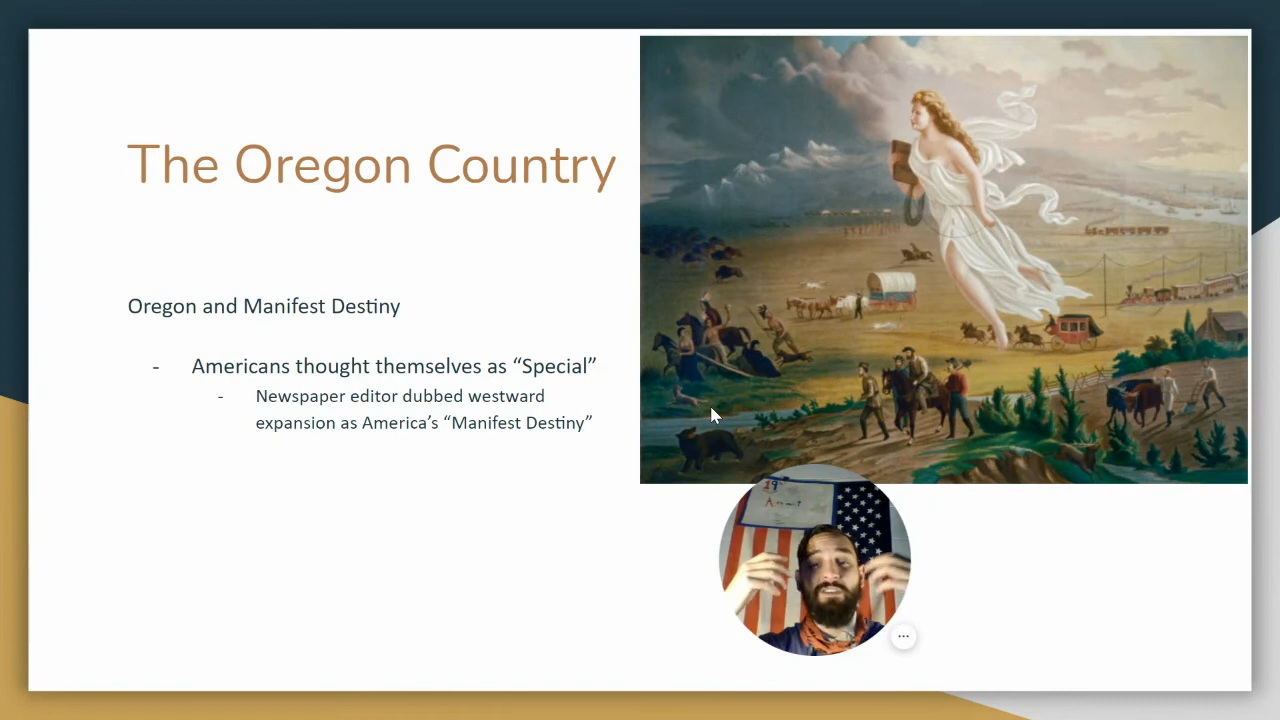 The Oregon Country
Oregon and Manifest Destiny
- Americans thought themselves as “Special”
- Newspaper editor dubbed westward
expansion as America’s “Manifest Destiny”
19